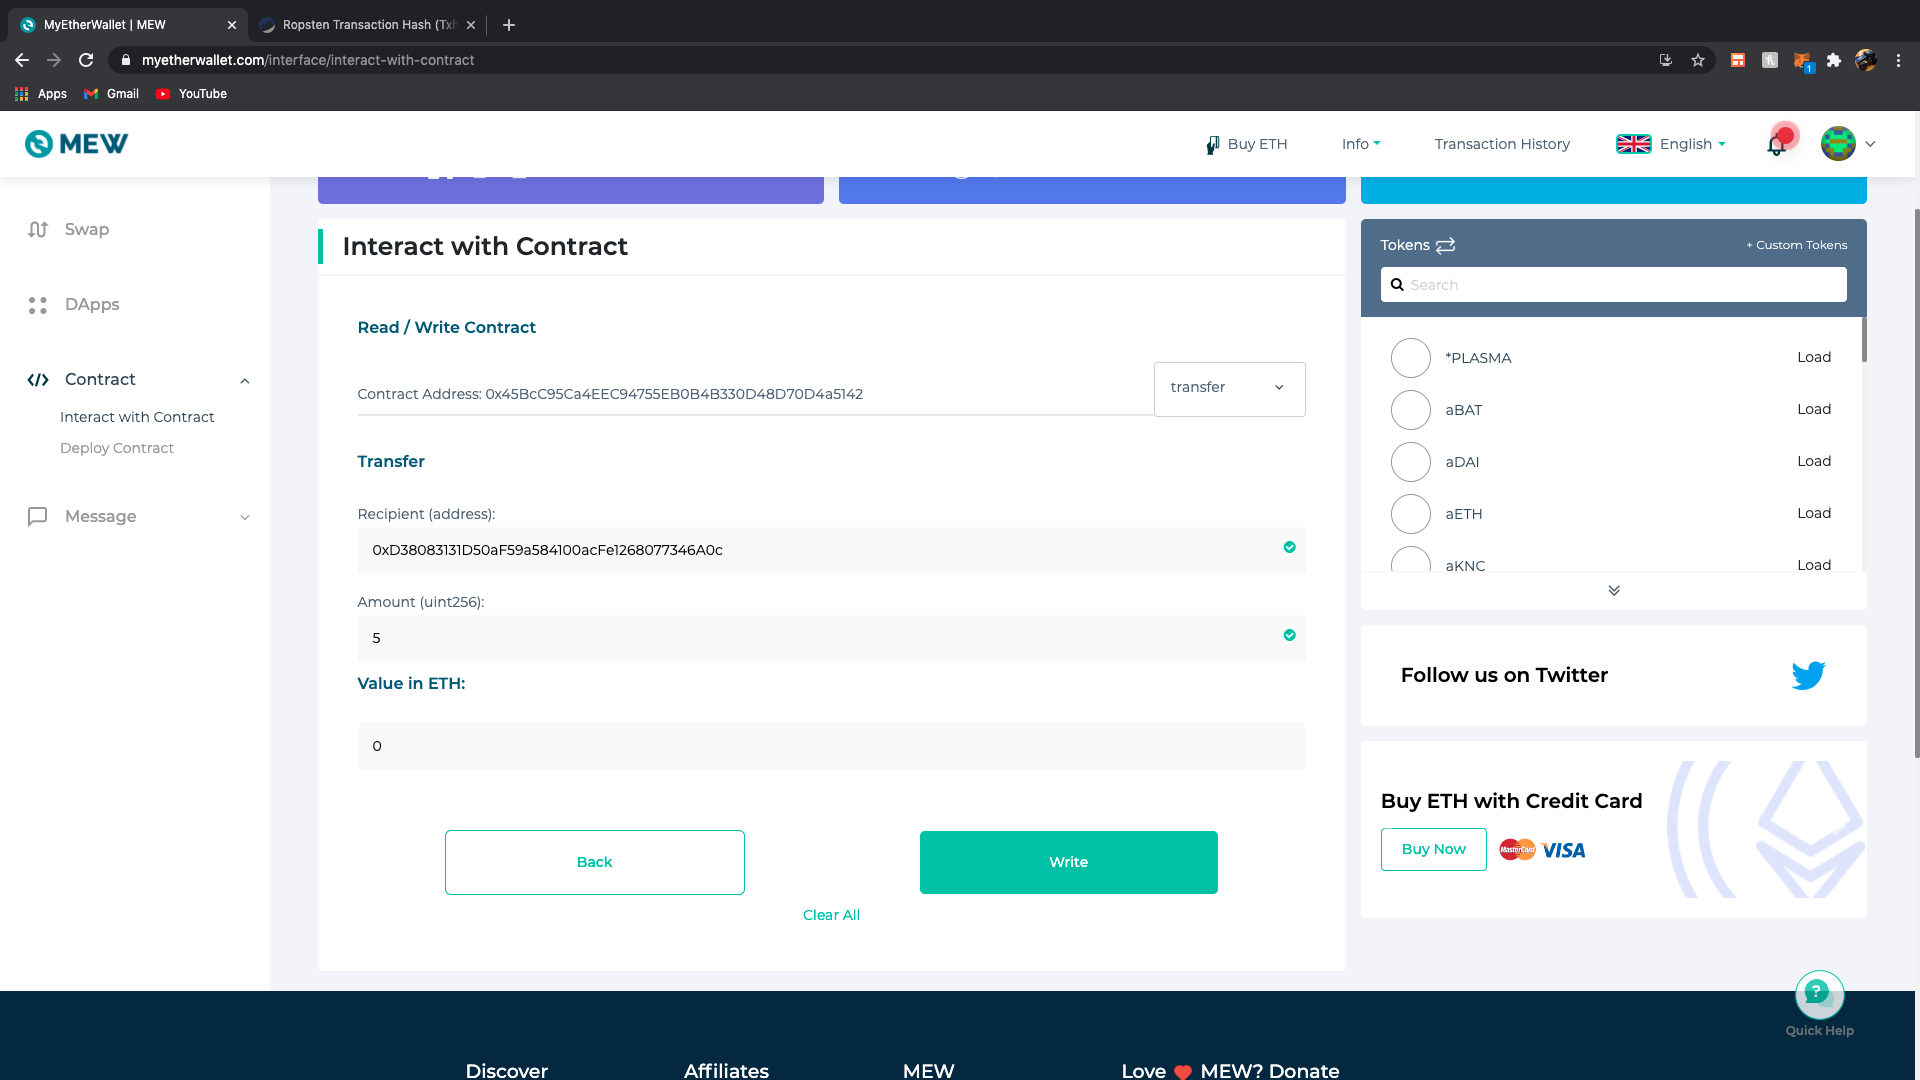 MyEtherWallet | MEW
Ropsten Transaction Hash (Txh
myetherwallet.com/interface/interact-with-contract
1
Apps
Gmail
YouTube
MEW
Buy ETH
Info
Transaction History
English
Swap
DApps
Contract
Interact with Contract
Deploy Contract
Message
Interact with Contract
Read / Write Contract
Contract Address: 0x45BcC95Ca4EEC94755EB0B4B330D48D70D4a5142
transfer
Transfer
Recipient (address):
0xD38083131D50aF59a584100acFe1268077346A0c
Amount (uint256):
5
Value in ETH:
0
Back
Write
Clear All
Tokens
+ Custom Tokens
Search
*PLASMA
Load
aBAT
Load
aDAI
Load
aETH
Load
aKNC
Load
Follow us on Twitter
Buy ETH with Credit Card
Buy Now
MasterCard
VISA
Quick Help
Discover
Affiliates
MEW
Love MEW? Donate